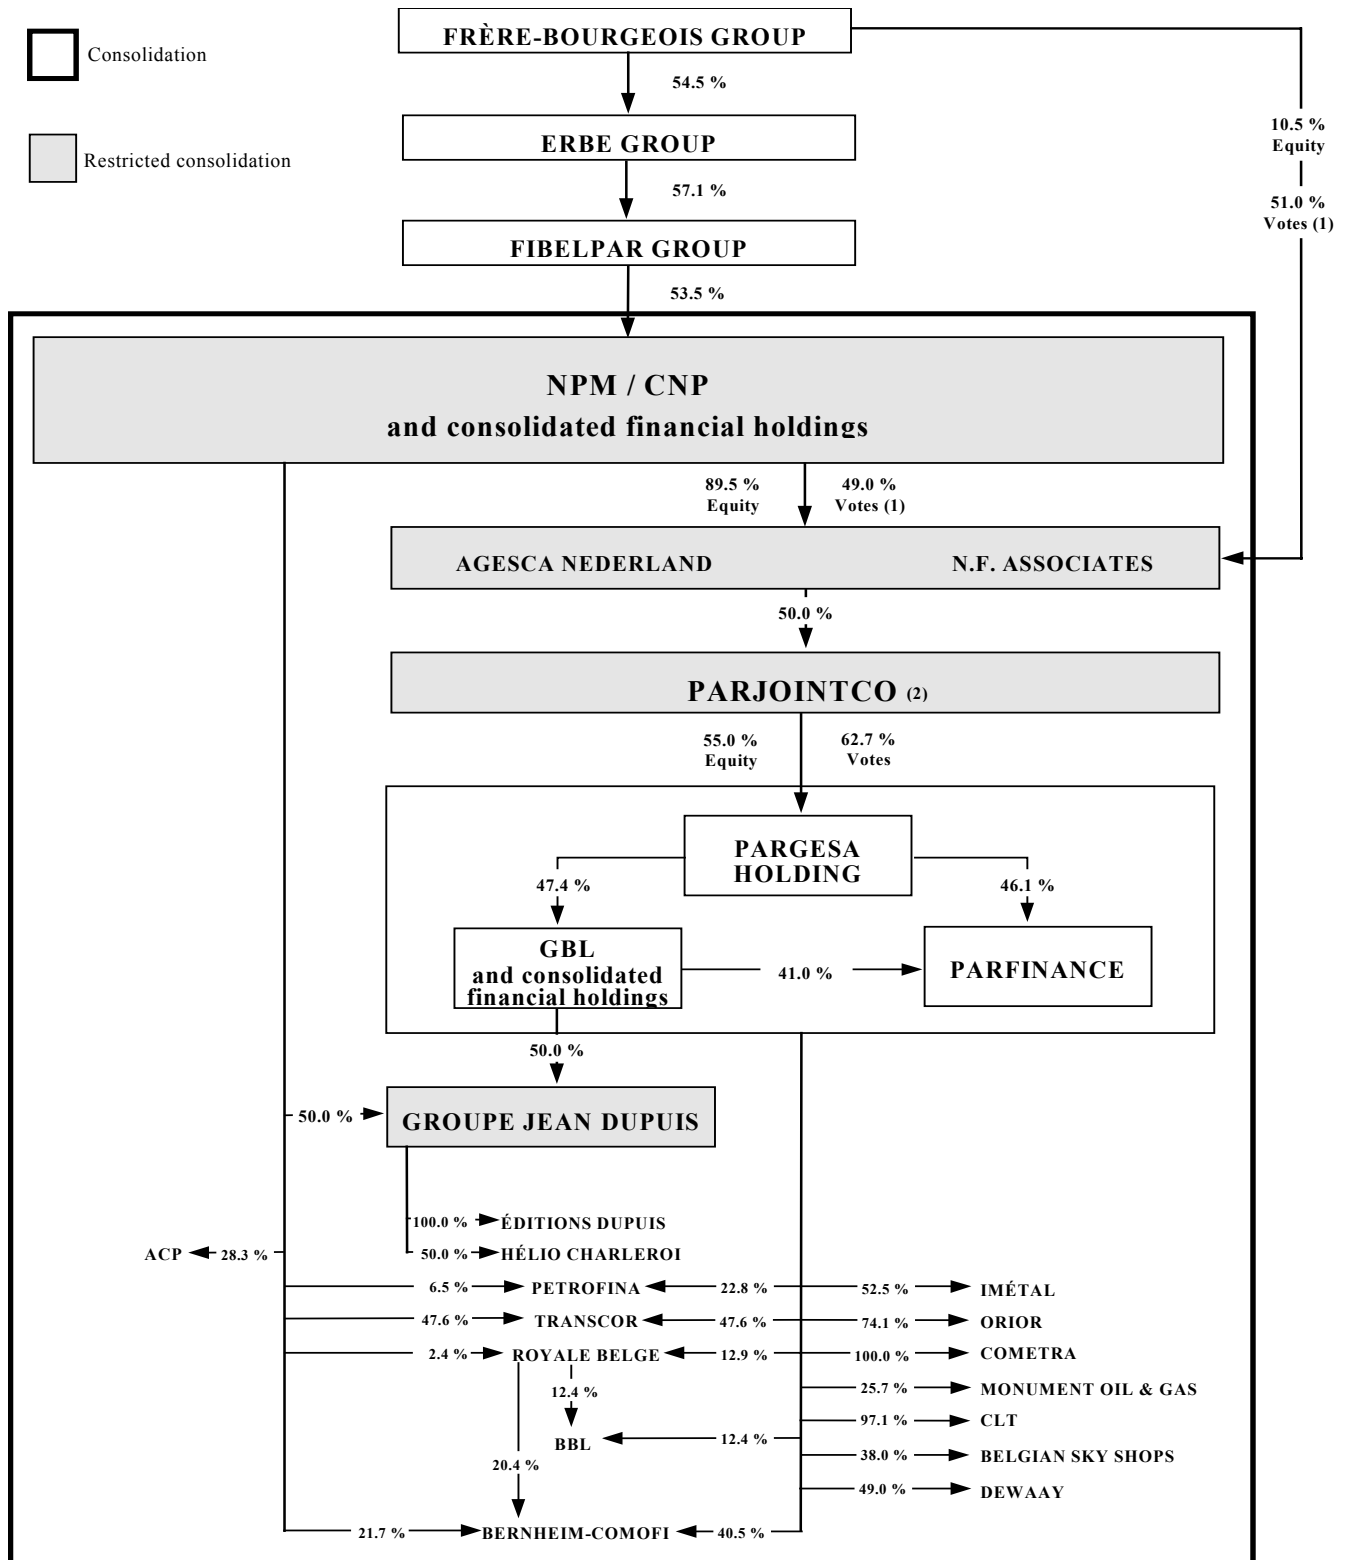 FRÈRE-BOURGEOIS GROUP
Consolidation
54.5 %
ERBE GROUP
10.5 %
Equity
Restricted consolidation
57.1 %
51.0 %
Votes (1)
FIBELPAR GROUP
53.5 %
NPM / CNP
and consolidated financial holdings
89.5 %
Equity
49.0 %
Votes (1)
AGESCA NEDERLAND
N.F. ASSOCIATES
50.0 %
PARJOINTCO (2)
55.0 %
Equity
62.7 %
Votes
PARGESA
HOLDING
47.4 %
46.1 %
GBL
and consolidated
financial holdings
41.0 %
PARFINANCE
50.0 %
50.0 %
GROUPE JEAN DUPUIS
100.0 % ÉDITIONS DUPUIS
ACP 28.3 %
50.0 % HÉLIO CHARLEROI
6.5 % PETROFINA 22.8 % 52.5 % IMÉTAL
47.6 % TRANSCOR 47.6 % 74.1 % ORIOR
2.4 % ROYALE BELGE 12.9 % 100.0 % COMETRA
12.4 %
25.7 % MONUMENT OIL & GAS
97.1 % CLT
BBL 12.4 %
38.0 % BELGIAN SKY SHOPS
20.4 %
49.0 % DEWAAY
21.7 % BERNHEIM-COMOFI 40.5 %